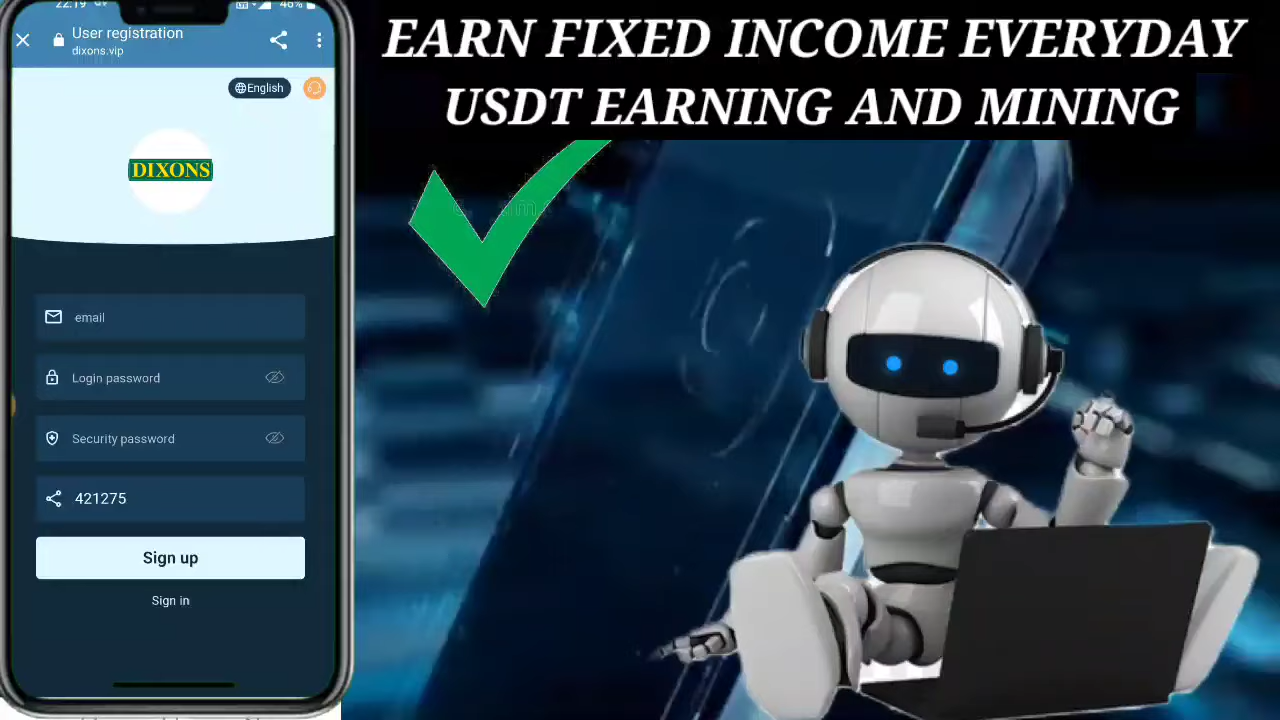 22:19
46%
User registration
dixons.vip
English
DIXONS
email
Login password
Security password
421275
Sign up
Sign in
EARN FIXED INCOME EVERYDAY
USDT EARNING AND MINING